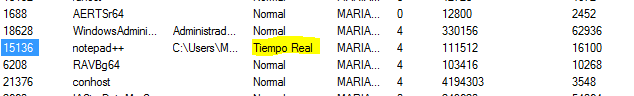 1688 AERTSr64 Normal MARIA... 0 12800 2452
18628 WindowsAdmini... Administrad... Normal MARIA... 4 330156 62936
15136 notepad++ C:\Users\M... Tiempo Real MARIA... 4 111512 16100
6208 RAVBg64 Normal MARIA... 4 103416 10268
21376 conhost Normal MARIA... 4 4194303 3548